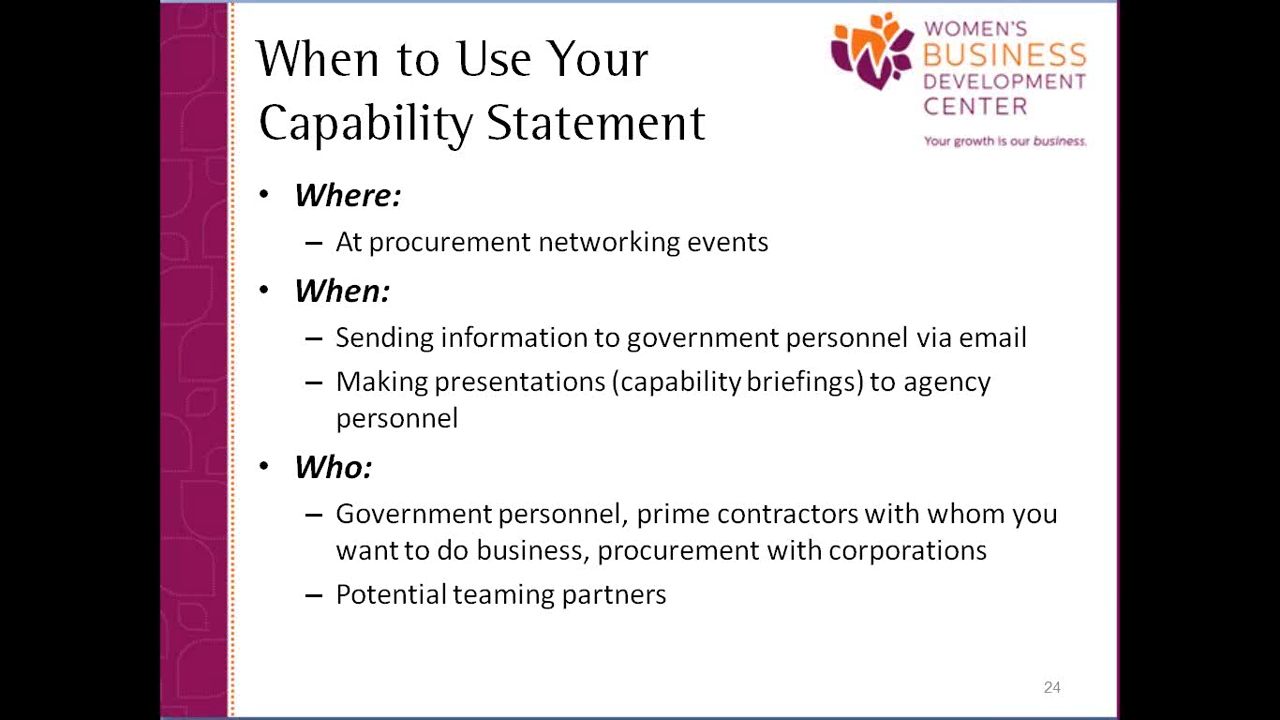 When to Use Your
Capability Statement
WOMEN'S
BUSINESS
DEVELOPMENT
CENTER
Your growth is our business.
• Where:
– At procurement networking events
• When:
– Sending information to government personnel via email
– Making presentations (capability briefings) to agency
personnel
• Who:
– Government personnel, prime contractors with whom you
want to do business, procurement with corporations
– Potential teaming partners
24